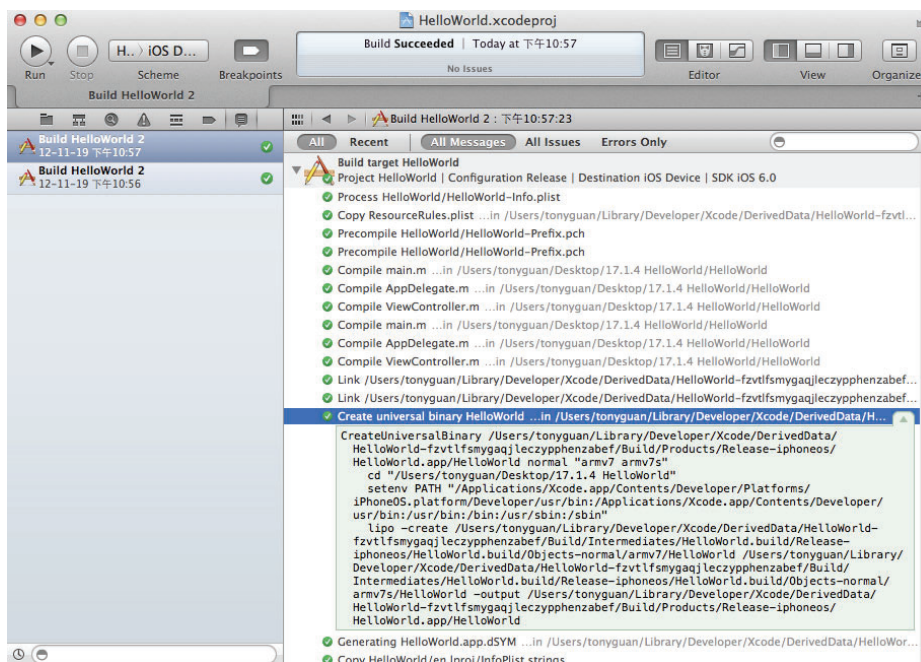 HelloWorld.xcodeproj
H.. 〉 iOS D...
Build Succeeded | Today at 下午10:57
No Issues
Run Stop Scheme Breakpoints Editor View Organize
Build HelloWorld 2
Build HelloWorld 2 : 下午10:57:23
Build HelloWorld 2
12-11-19 下午10:57
Build HelloWorld 2
12-11-19 下午10:56
All Recent All Messages All Issues Errors Only
Build target HelloWorld
Project HelloWorld | Configuration Release | Destination iOS Device | SDK iOS 6.0
Process HelloWorld/HelloWorld-Info.plist
Copy ResourceRules.plist ...in /Users/tonyguan/Library/Developer/Xcode/DerivedData/HelloWorld-fzvtl...
Precompile HelloWorld/HelloWorld-Prefix.pch
Precompile HelloWorld/HelloWorld-Prefix.pch
Compile main.m ...in /Users/tonyguan/Desktop/17.1.4 HelloWorld/HelloWorld
Compile AppDelegate.m ...in /Users/tonyguan/Desktop/17.1.4 HelloWorld/HelloWorld
Compile ViewController.m ...in /Users/tonyguan/Desktop/17.1.4 HelloWorld/HelloWorld
Compile main.m ...in /Users/tonyguan/Desktop/17.1.4 HelloWorld/HelloWorld
Compile AppDelegate.m ...in /Users/tonyguan/Desktop/17.1.4 HelloWorld/HelloWorld
Compile ViewController.m ...in /Users/tonyguan/Desktop/17.1.4 HelloWorld/HelloWorld
Link /Users/tonyguan/Library/Developer/Xcode/DerivedData/HelloWorld-fzvtlfsmygaqjleczypphenzabef...
Link /Users/tonyguan/Library/Developer/Xcode/DerivedData/HelloWorld-fzvtlfsmygaqjleczypphenzabef...
Create universal binary HelloWorld ...in /Users/tonyguan/Library/Developer/Xcode/DerivedData/H...
CreateUniversalBinary /Users/tonyguan/Library/Developer/Xcode/DerivedData/
HelloWorld-fzvtlfsmygaqjleczypphenzabef/Build/Products/Release-iphoneos/
HelloWorld.app/HelloWorld normal "armv7 armv7s"
cd "/Users/tonyguan/Desktop/17.1.4 HelloWorld"
setenv PATH "/Applications/Xcode.app/Contents/Developer/Platforms/
iPhoneOS.platform/Developer/usr/bin:/Applications/Xcode.app/Contents/Developer/
usr/bin:/usr/bin:/bin:/usr/sbin:/sbin"
lipo -create /Users/tonyguan/Library/Developer/Xcode/DerivedData/HelloWorld-
fzvtlfsmygaqjleczypphenzabef/Build/Intermediates/HelloWorld.build/Release-
iphoneos/HelloWorld.build/Objects-normal/armv7/HelloWorld /Users/tonyguan/Library/
Developer/Xcode/DerivedData/HelloWorld-fzvtlfsmygaqjleczypphenzabef/Build/
Intermediates/HelloWorld.build/Release-iphoneos/HelloWorld.build/Objects-normal/
armv7s/HelloWorld -output /Users/tonyguan/Library/Developer/Xcode/DerivedData/
HelloWorld-fzvtlfsmygaqjleczypphenzabef/Build/Products/Release-iphoneos/
HelloWorld.app/HelloWorld
Generating HelloWorld.app.dSYM ...in /Users/tonyguan/Library/Developer/Xcode/DerivedData/HelloWor...
Copy HelloWorld/en.lproj/InfoPlist.strings